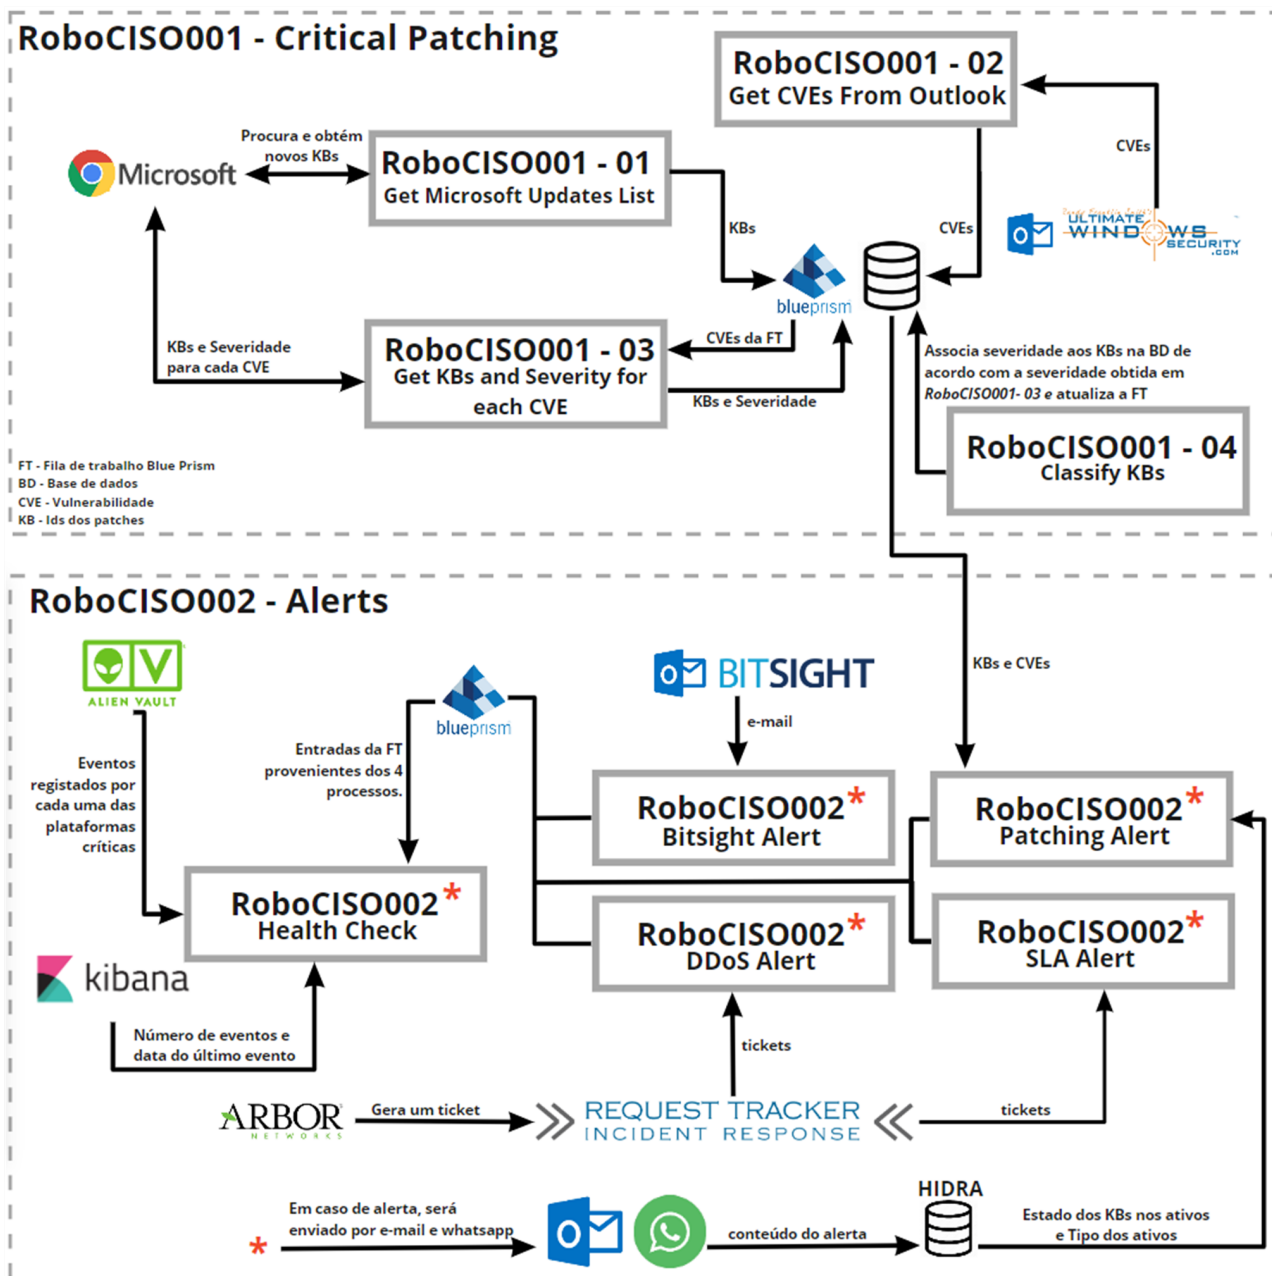 RoboCISO001 - Critical Patching
RoboCISO001 - 02
Get CVEs From Outlook
Procura e obtém
novos KBs
Microsoft
RoboCISO001 - 01
Get Microsoft Updates List
CVEs
KBs
CVEs
ULTIMATE
WINDOWS
SECURITY
.COM
blueprism
KBs e Severidade
para cada CVE
RoboCISO001 - 03
Get KBs and Severity for
each CVE
CVEs da FT
KBs e Severidade
Associa severidade aos KBs na BD de
acordo com a severidade obtida em
RoboCISO001- 03 e atualiza a FT
RoboCISO001 - 04
Classify KBs
FT - Fila de trabalho Blue Prism
BD - Base de dados
CVE - Vulnerabilidade
KB - Ids dos patches
RoboCISO002 - Alerts
ALIEN VAULT
blueprism
BITSIGHT
KBs e CVEs
e-mail
Eventos
registados por
cada uma das
plataformas
críticas
Entradas da FT
provenientes dos 4
processos.
RoboCISO002*
Bitsight Alert
RoboCISO002*
Patching Alert
RoboCISO002*
Health Check
RoboCISO002*
DDoS Alert
RoboCISO002*
SLA Alert
kibana
Número de eventos e
data do último evento
tickets
ARBOR
NETWORKS
Gera um ticket
REQUEST TRACKER
INCIDENT RESPONSE
tickets
*
Em caso de alerta, será
enviado por e-mail e whatsapp
conteúdo do alerta
HIDRA
Estado dos KBs nos ativos
e Tipo dos ativos